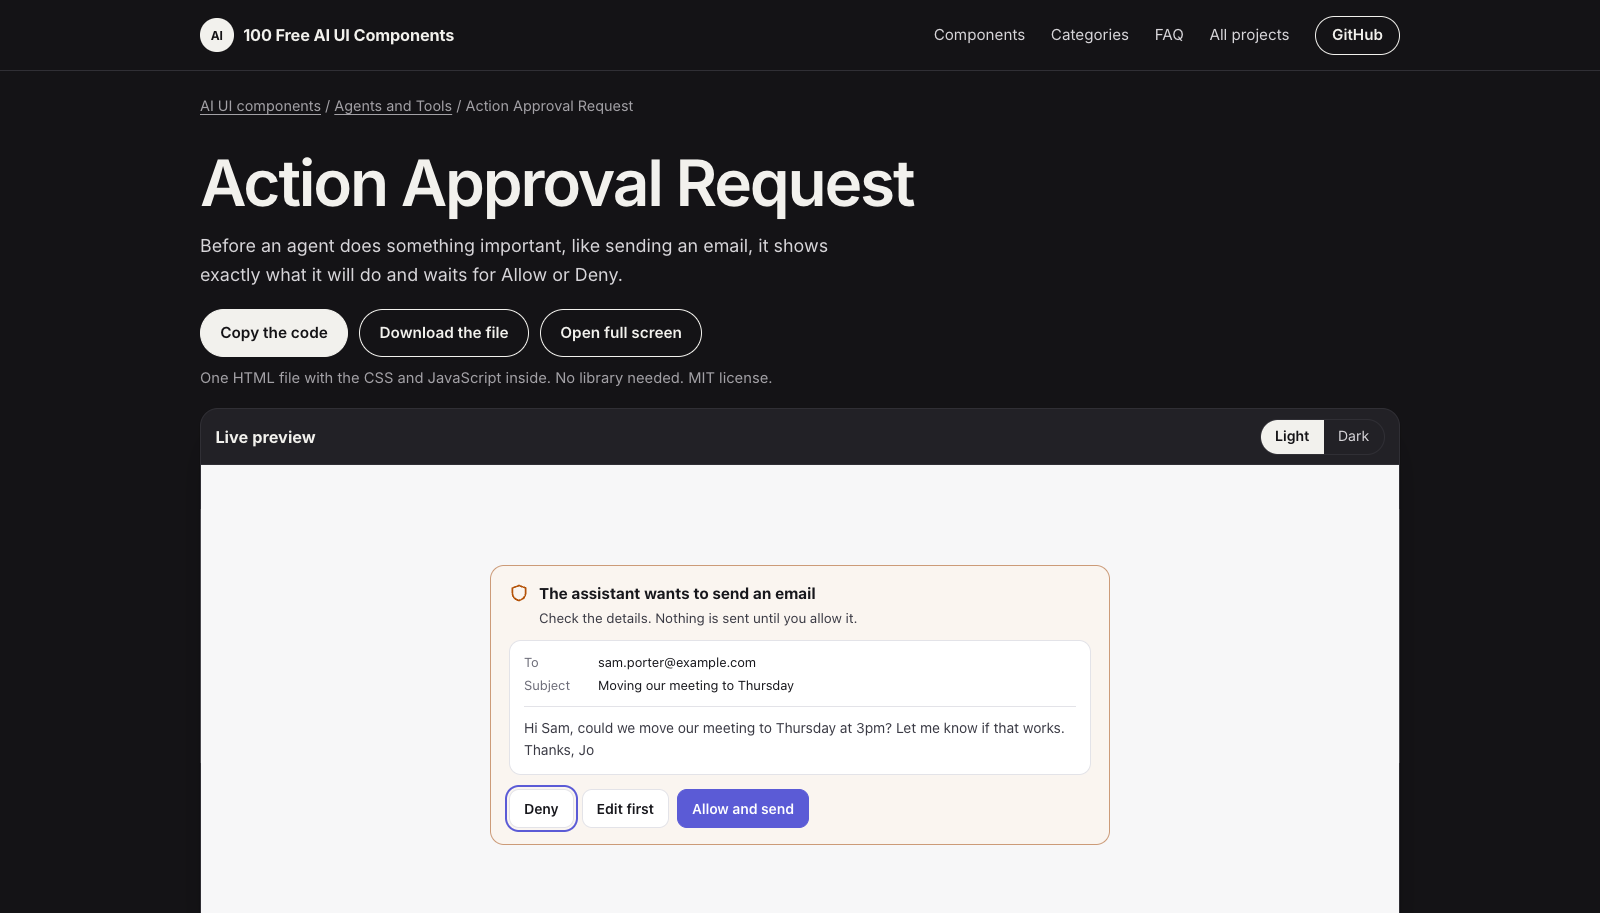 AI 100 Free AI UI Components
Components Categories FAQ All projects GitHub
AI UI components / Agents and Tools / Action Approval Request
Action Approval Request
Before an agent does something important, like sending an email, it shows
exactly what it will do and waits for Allow or Deny.
Copy the code Download the file Open full screen
One HTML file with the CSS and JavaScript inside. No library needed. MIT license.
Live preview Light Dark
The assistant wants to send an email
Check the details. Nothing is sent until you allow it.
To sam.porter@example.com
Subject Moving our meeting to Thursday
Hi Sam, could we move our meeting to Thursday at 3pm? Let me know if that works.
Thanks, Jo
Deny Edit first Allow and send